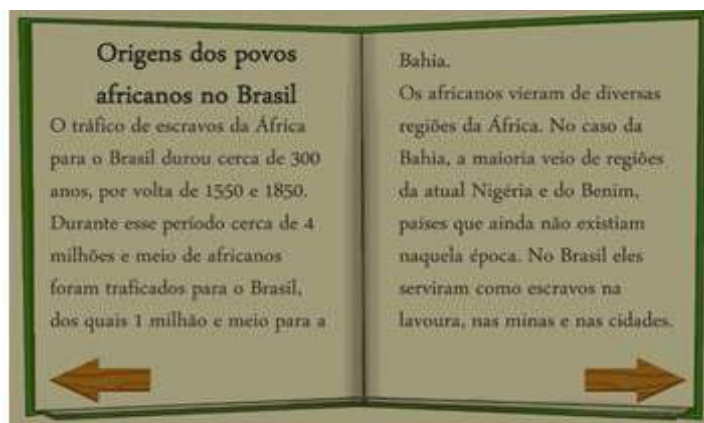 Origens dos povos
africanos no Brasil
O tráfico de escravos da África
para o Brasil durou cerca de 300
anos, por volta de 1550 e 1850.
Durante esse período cerca de 4
milhões e meio de africanos
foram traficados para o Brasil,
dos quais 1 milhão e meio para a
Bahia.
Os africanos vieram de diversas
regiões da África. No caso da
Bahia, a maioria veio de regiões
da atual Nigéria e do Benim,
países que ainda não existiam
naquela época. No Brasil eles
serviram como escravos na
lavoura, nas minas e nas cidades.